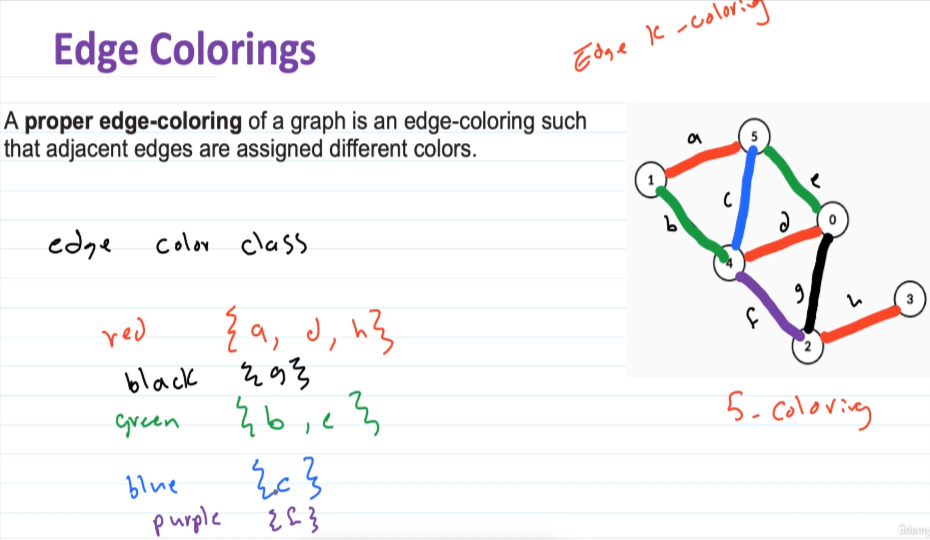 Edge Colorings
Edge k-coloring
A proper edge-coloring of a graph is an edge-coloring such
that adjacent edges are assigned different colors.
edge color class
red {a, d, h}
black {g}
green {b, e}
blue {c}
purple {f}
a
5
1
e
c
b
d
0
4
g
h
3
f
2
5-coloring
ûdemy